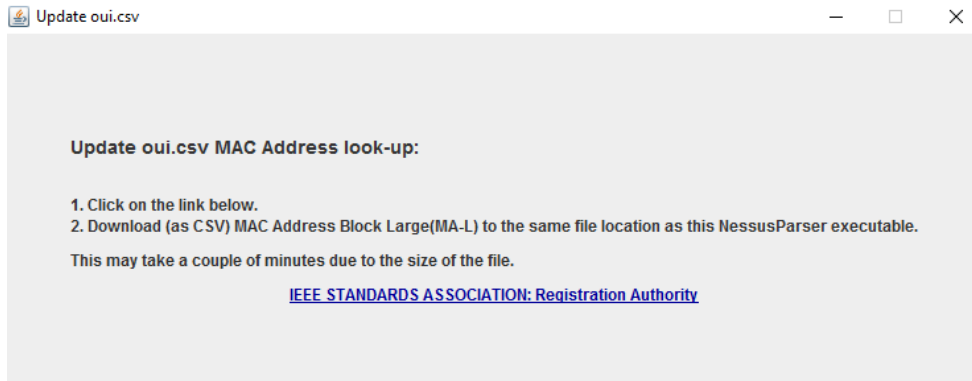 Update oui.csv
Update oui.csv MAC Address look-up:
1. Click on the link below.
2. Download (as CSV) MAC Address Block Large(MA-L) to the same file location as this NessusParser executable.
This may take a couple of minutes due to the size of the file.
IEEE STANDARDS ASSOCIATION: Registration Authority